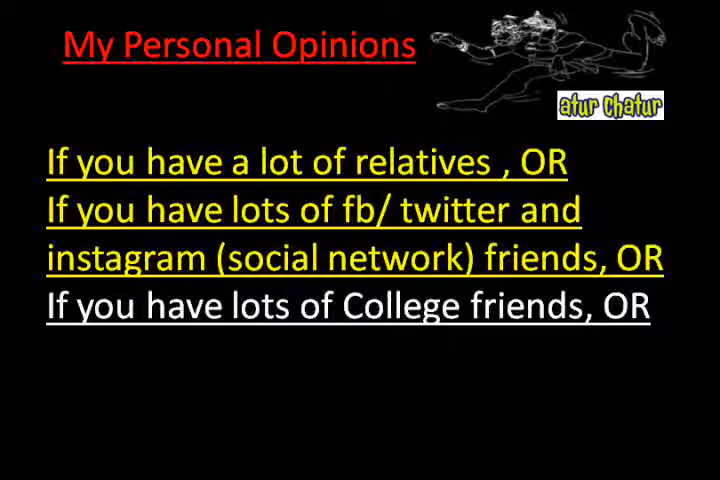 My Personal Opinions
atur chatur
If you have a lot of relatives , OR
If you have lots of fb/ twitter and
instagram (social network) friends, OR
If you have lots of College friends, OR